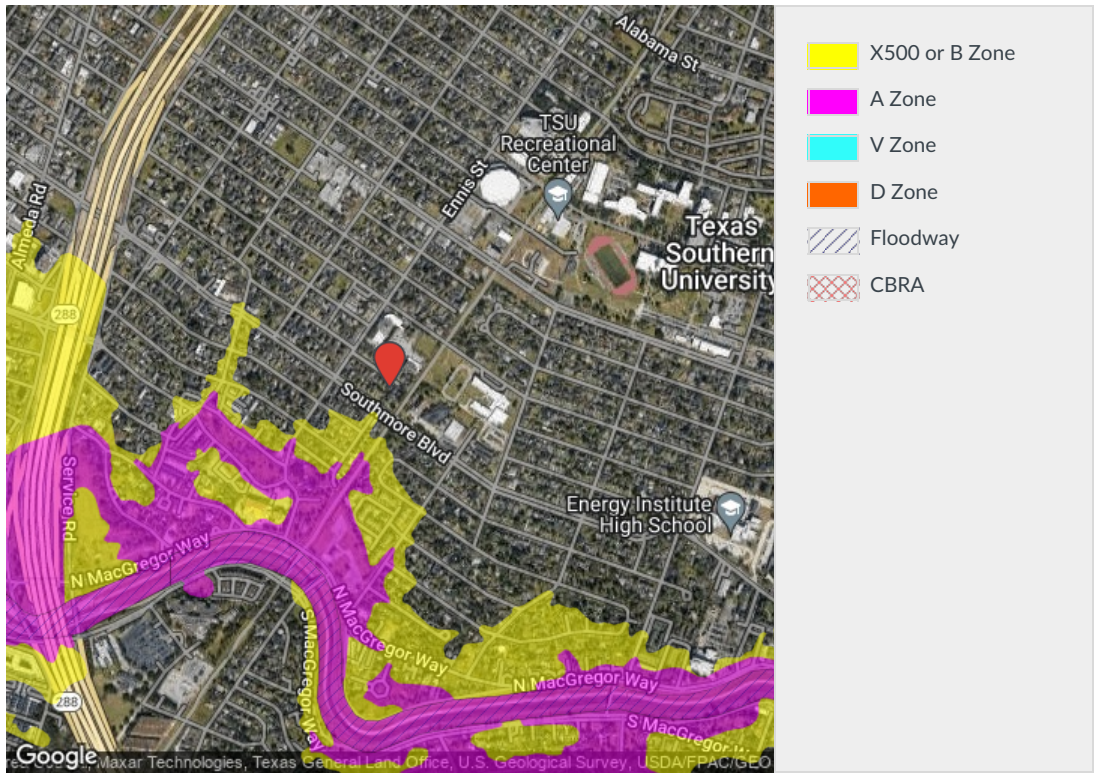 Alabama St
TSU
Recreational
Center
Ennis St
Almeda Rd
Texas
Southern
University
288
Southmore Blvd
Service Rd
Energy Institute
High School
N MacGregor Way
N MacGregor Way
S MacGregor Way
N MacGregor Way
288
S MacGregor W
Google
Maxar Technologies, Texas General Land Office, U.S. Geological Survey, USDA/FPAC/GEO
X500 or B Zone
A Zone
V Zone
D Zone
Floodway
CBRA